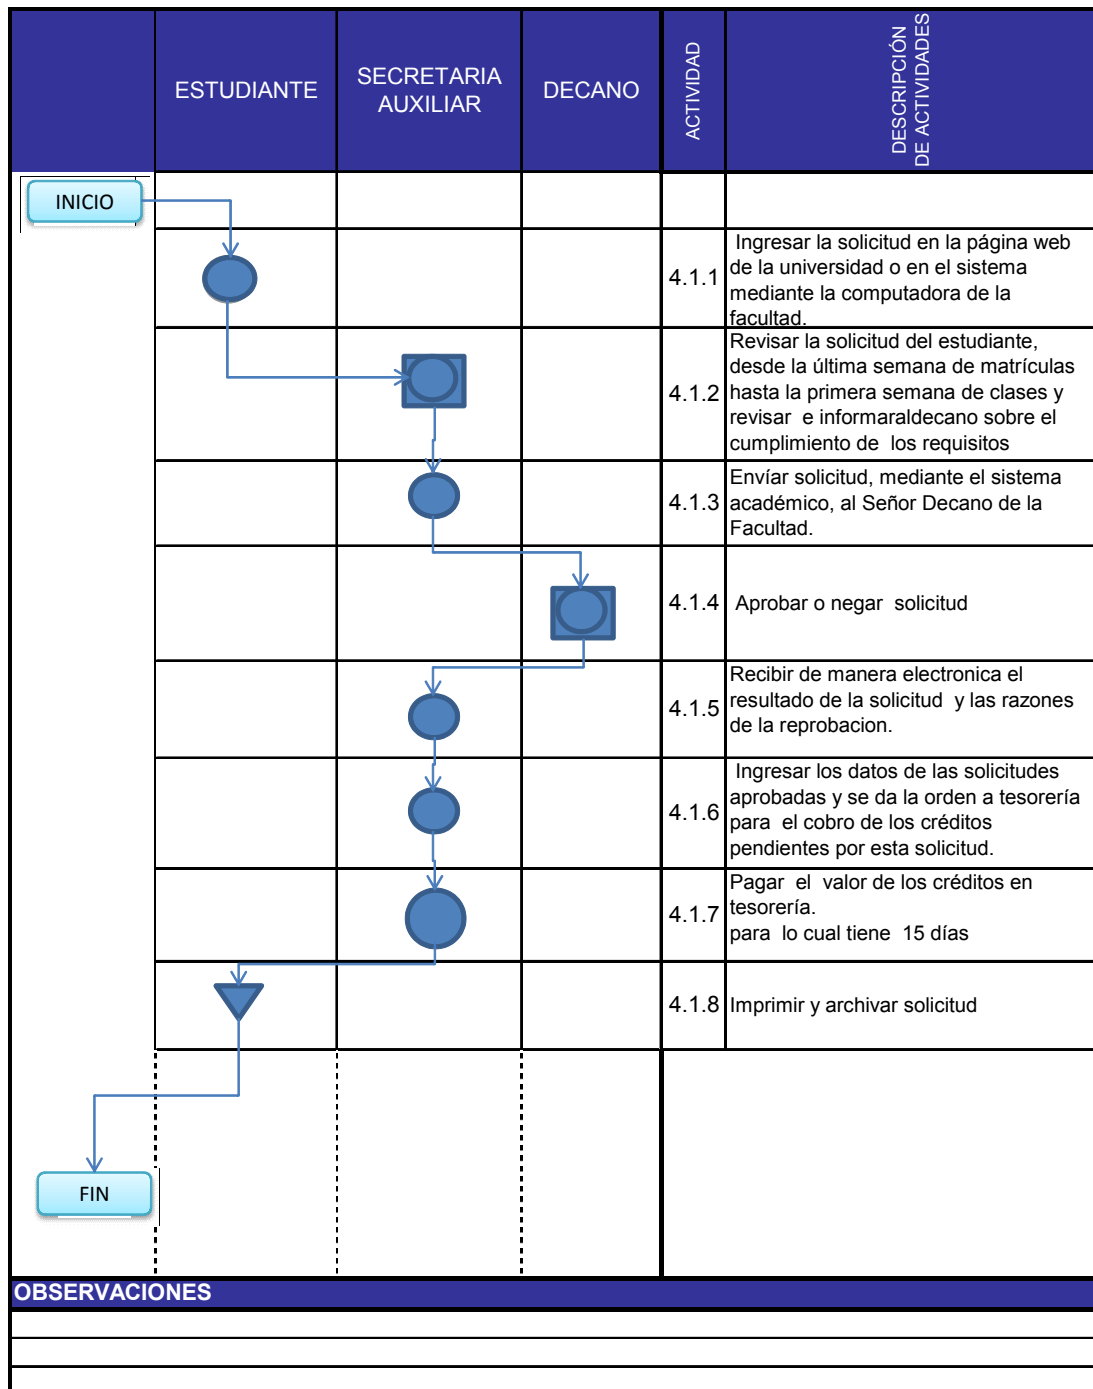 ESTUDIANTE
SECRETARIA
AUXILIAR
DECANO
ACTIVIDAD
DESCRIPCIÓN
DE ACTIVIDADES
INICIO
4.1.1
Ingresar la solicitud en la página web
de la universidad o en el sistema
mediante la computadora de la
facultad.
4.1.2
Revisar la solicitud del estudiante,
desde la última semana de matrículas
hasta la primera semana de clases y
revisar e informaraldecano sobre el
cumplimiento de los requisitos
4.1.3
Envíar solicitud, mediante el sistema
académico, al Señor Decano de la
Facultad.
4.1.4
Aprobar o negar solicitud
4.1.5
Recibir de manera electronica el
resultado de la solicitud y las razones
de la reprobacion.
4.1.6
Ingresar los datos de las solicitudes
aprobadas y se da la orden a tesorería
para el cobro de los créditos
pendientes por esta solicitud.
4.1.7
Pagar el valor de los créditos en
tesorería.
para lo cual tiene 15 días
4.1.8
Imprimir y archivar solicitud
FIN
OBSERVACIONES